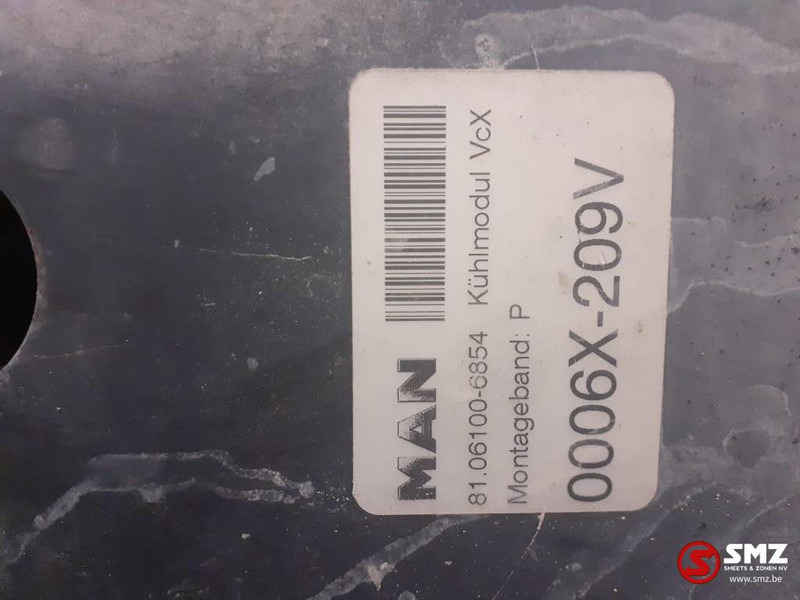 MAN
81.06100-6854 Kühlmodul VcX
Montageband: P
0006X-209V
S SMZ
SMEETS & ZONEN NV
www.smz.be